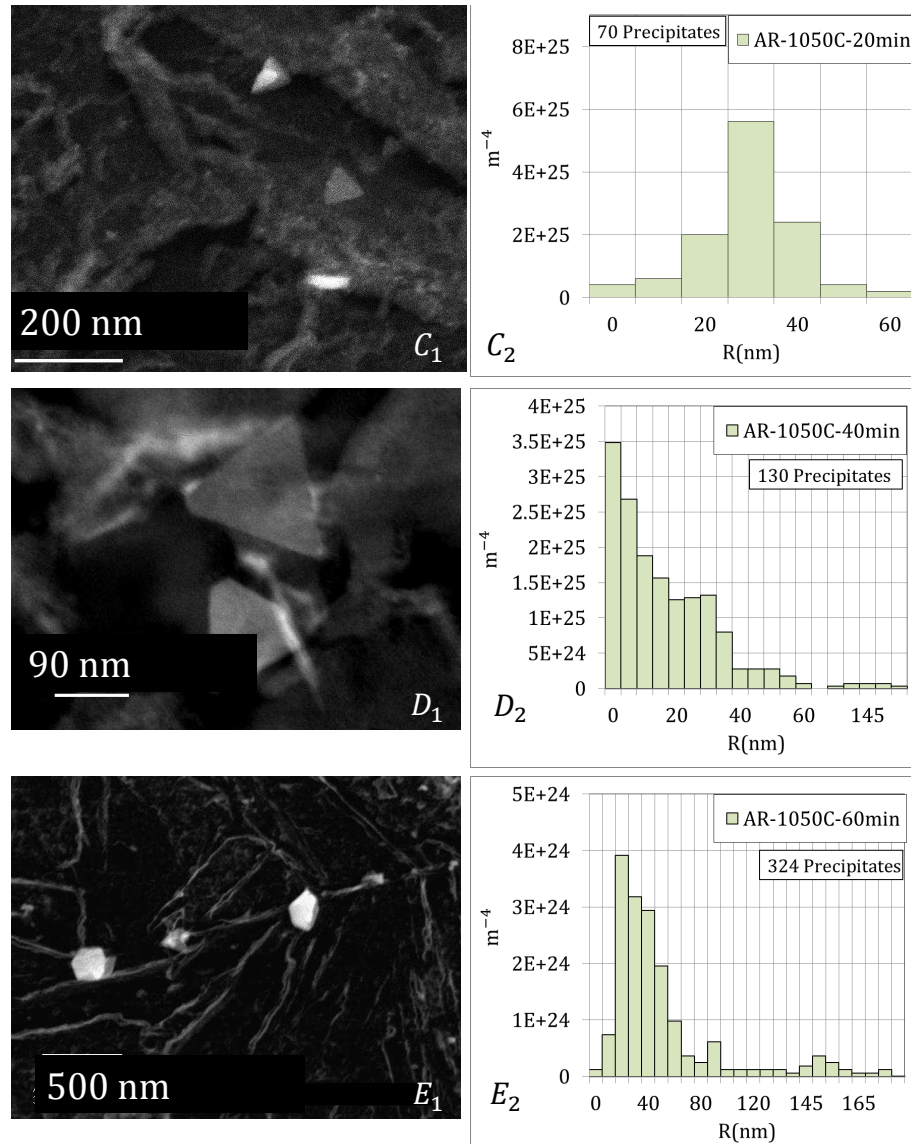 200 nm
C₁
70 Precipitates
AR-1050C-20min
8E+25
6E+25
4E+25
2E+25
0
m⁻⁴
0 20 40 60
R(nm)
C₂
90 nm
D₁
4E+25
3.5E+25
3E+25
2.5E+25
2E+25
1.5E+25
1E+25
5E+24
0
m⁻⁴
AR-1050C-40min
130 Precipitates
0 20 40 60 145
R(nm)
D₂
500 nm
E₁
5E+24
4E+24
3E+24
2E+24
1E+24
0
m⁻⁴
AR-1050C-60min
324 Precipitates
0 40 80 120 145 165
R(nm)
E₂